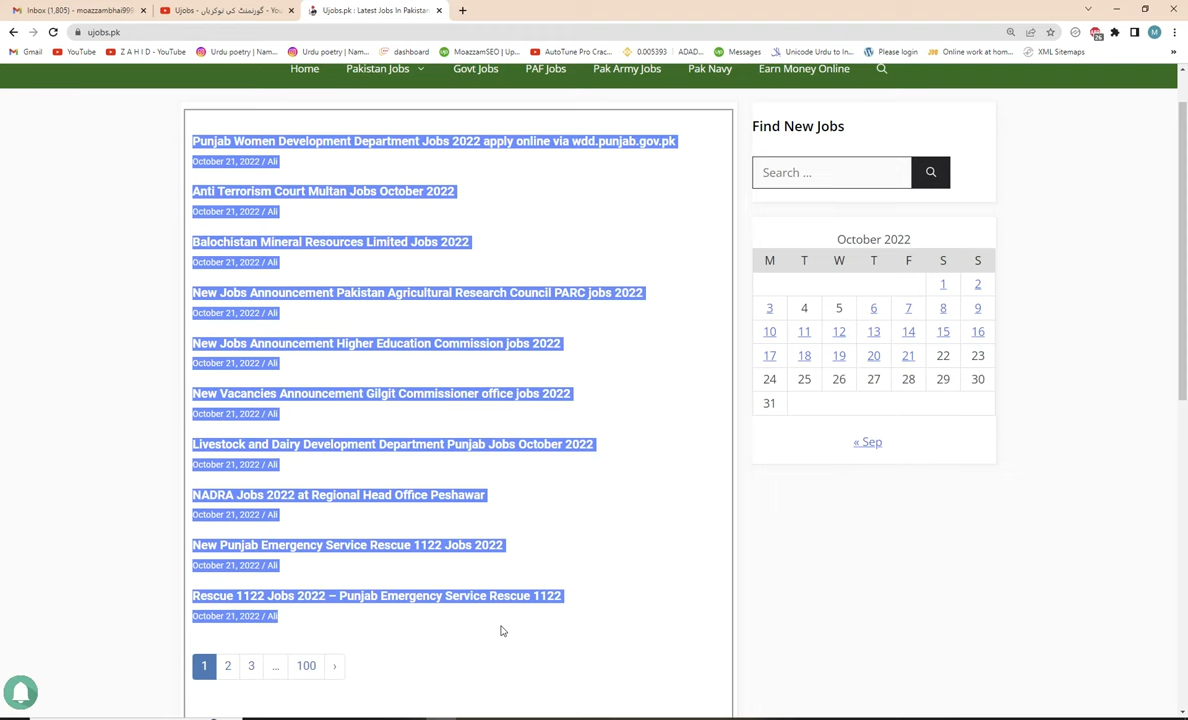 Inbox (1,805) - moazzambhai999
Ujobs - گورنمنٹ کی نوکریاں - You
Ujobs.pk : Latest Jobs In Pakistan
ujobs.pk
Gmail
YouTube
Z A H I D - YouTube
Urdu poetry | Nam...
Urdu poetry | Nam...
dashboard
MoazzamSEO | Up...
AutoTune Pro Crac...
0.005393 | ADAD...
Messages
Unicode Urdu to In...
Please login
Online work at hom...
XML Sitemaps
»
Home
Pakistan Jobs
Govt Jobs
PAF Jobs
Pak Army Jobs
Pak Navy
Earn Money Online
Punjab Women Development Department Jobs 2022 apply online via wdd.punjab.gov.pk
October 21, 2022 / Ali
Anti Terrorism Court Multan Jobs October 2022
October 21, 2022 / Ali
Balochistan Mineral Resources Limited Jobs 2022
October 21, 2022 / Ali
New Jobs Announcement Pakistan Agricultural Research Council PARC jobs 2022
October 21, 2022 / Ali
New Jobs Announcement Higher Education Commission jobs 2022
October 21, 2022 / Ali
New Vacancies Announcement Gilgit Commissioner office jobs 2022
October 21, 2022 / Ali
Livestock and Dairy Development Department Punjab Jobs October 2022
October 21, 2022 / Ali
NADRA Jobs 2022 at Regional Head Office Peshawar
October 21, 2022 / Ali
New Punjab Emergency Service Rescue 1122 Jobs 2022
October 21, 2022 / Ali
Rescue 1122 Jobs 2022 – Punjab Emergency Service Rescue 1122
October 21, 2022 / Ali
1 2 3 ... 100 ›
Find New Jobs
Search ...
October 2022
M T W T F S S
1 2
3 4 5 6 7 8 9
10 11 12 13 14 15 16
17 18 19 20 21 22 23
24 25 26 27 28 29 30
31
« Sep